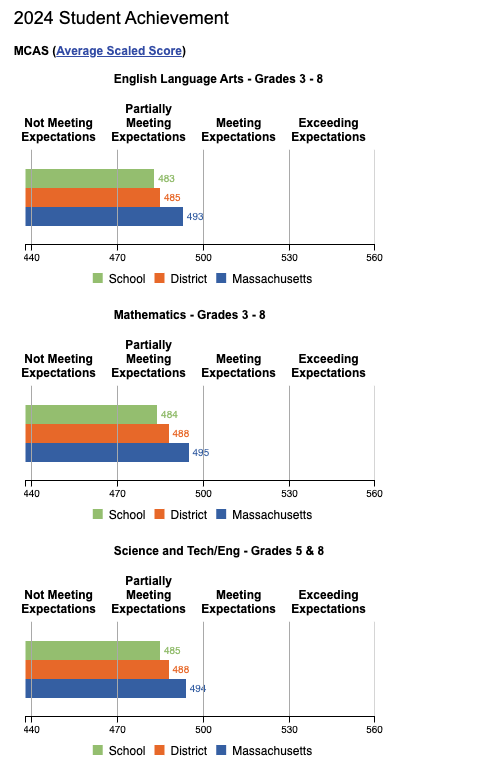 2024 Student Achievement
MCAS (Average Scaled Score)
English Language Arts - Grades 3 - 8
Not Meeting Expectations
Partially Meeting Expectations
Meeting Expectations
Exceeding Expectations
483
485
493
440 470 500 530 560
School District Massachusetts
Mathematics - Grades 3 - 8
Not Meeting Expectations
Partially Meeting Expectations
Meeting Expectations
Exceeding Expectations
484
488
495
440 470 500 530 560
School District Massachusetts
Science and Tech/Eng - Grades 5 & 8
Not Meeting Expectations
Partially Meeting Expectations
Meeting Expectations
Exceeding Expectations
485
488
494
440 470 500 530 560
School District Massachusetts